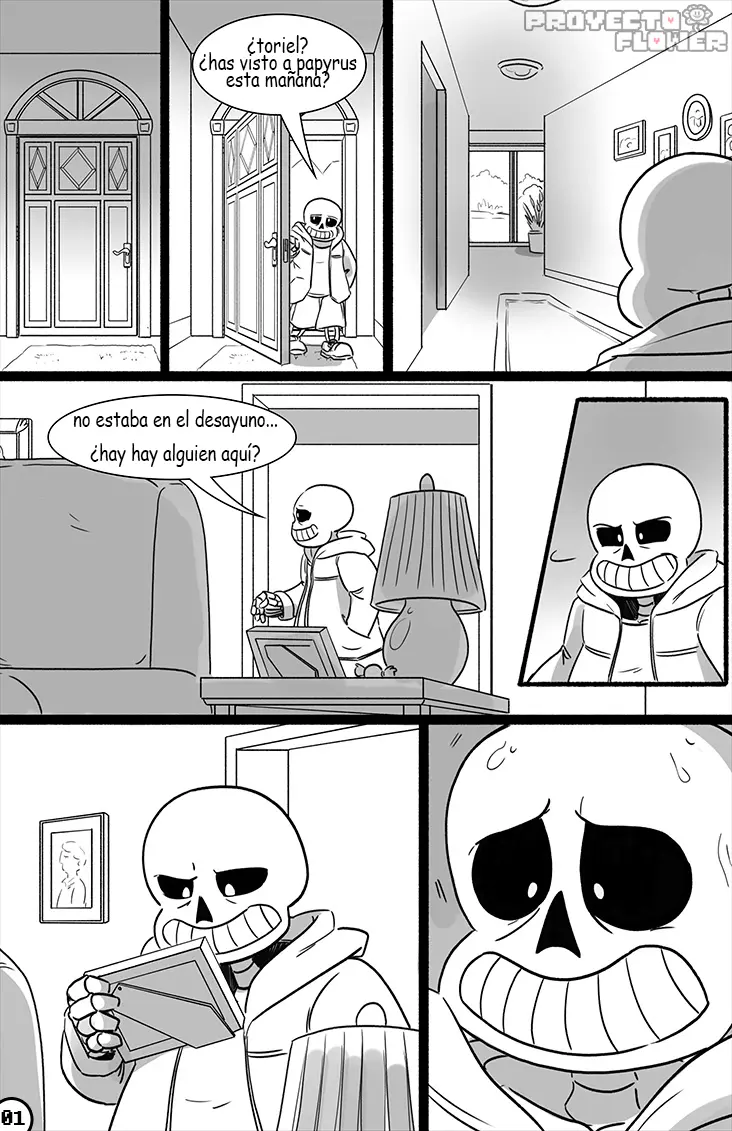 PROYECTO
FLOWER
¿toriel?
¿has visto a papyrus
esta mañana?
no estaba en el desayuno...
¿hay hay alguien aquí?
01